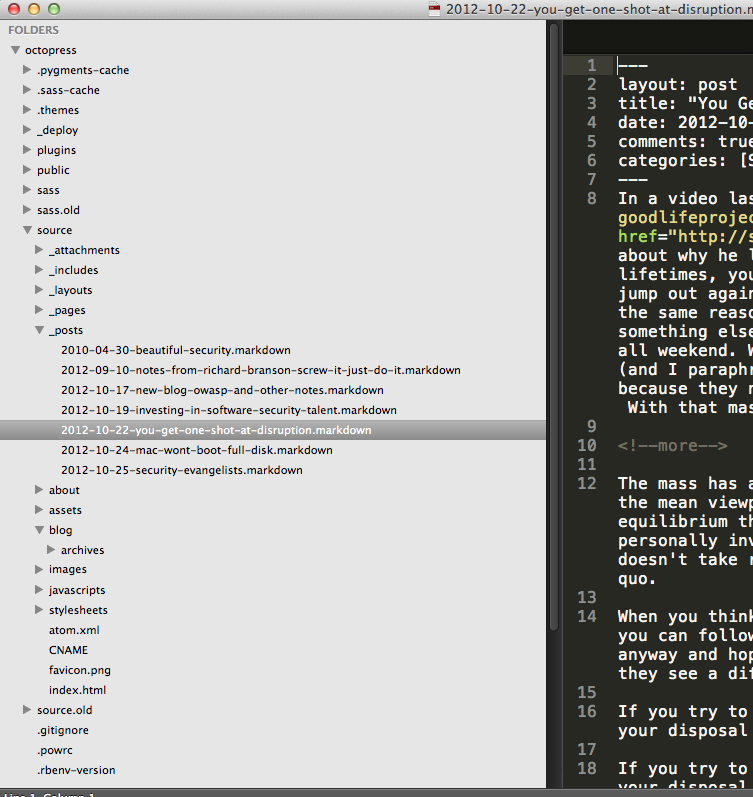 2012-10-22-you-get-one-shot-at-disruption.m
FOLDERS
octopress
.pygments-cache
.sass-cache
.themes
_deploy
plugins
public
sass
sass.old
source
_attachments
_includes
_layouts
_pages
_posts
2010-04-30-beautiful-security.markdown
2012-09-10-notes-from-richard-branson-screw-it-just-do-it.markdown
2012-10-17-new-blog-owasp-and-other-notes.markdown
2012-10-19-investing-in-software-security-talent.markdown
2012-10-22-you-get-one-shot-at-disruption.markdown
2012-10-24-mac-wont-boot-full-disk.markdown
2012-10-25-security-evangelists.markdown
about
assets
blog
archives
images
javascripts
stylesheets
atom.xml
CNAME
favicon.png
index.html
source.old
.gitignore
.powrc
.rbenv-version
1 ---
2 layout: post
3 title: "You Ge
4 date: 2012-10-
5 comments: true
6 categories: [S
7 ---
8 In a video las
goodlifeprojec
href="http://s
about why he l
lifetimes, you
jump out again
the same reaso
something else
all weekend. W
(and I paraphr
because they n
With that mas
9
10 <!--more-->
11
12 The mass has a
the mean viewp
equilibrium th
personally inv
doesn't take r
quo.
13
14 When you think
you can follow
anyway and hop
they see a dif
15
16 If you try to
your disposal
17
18 If you try to
your disposal
Line 1, Column 1